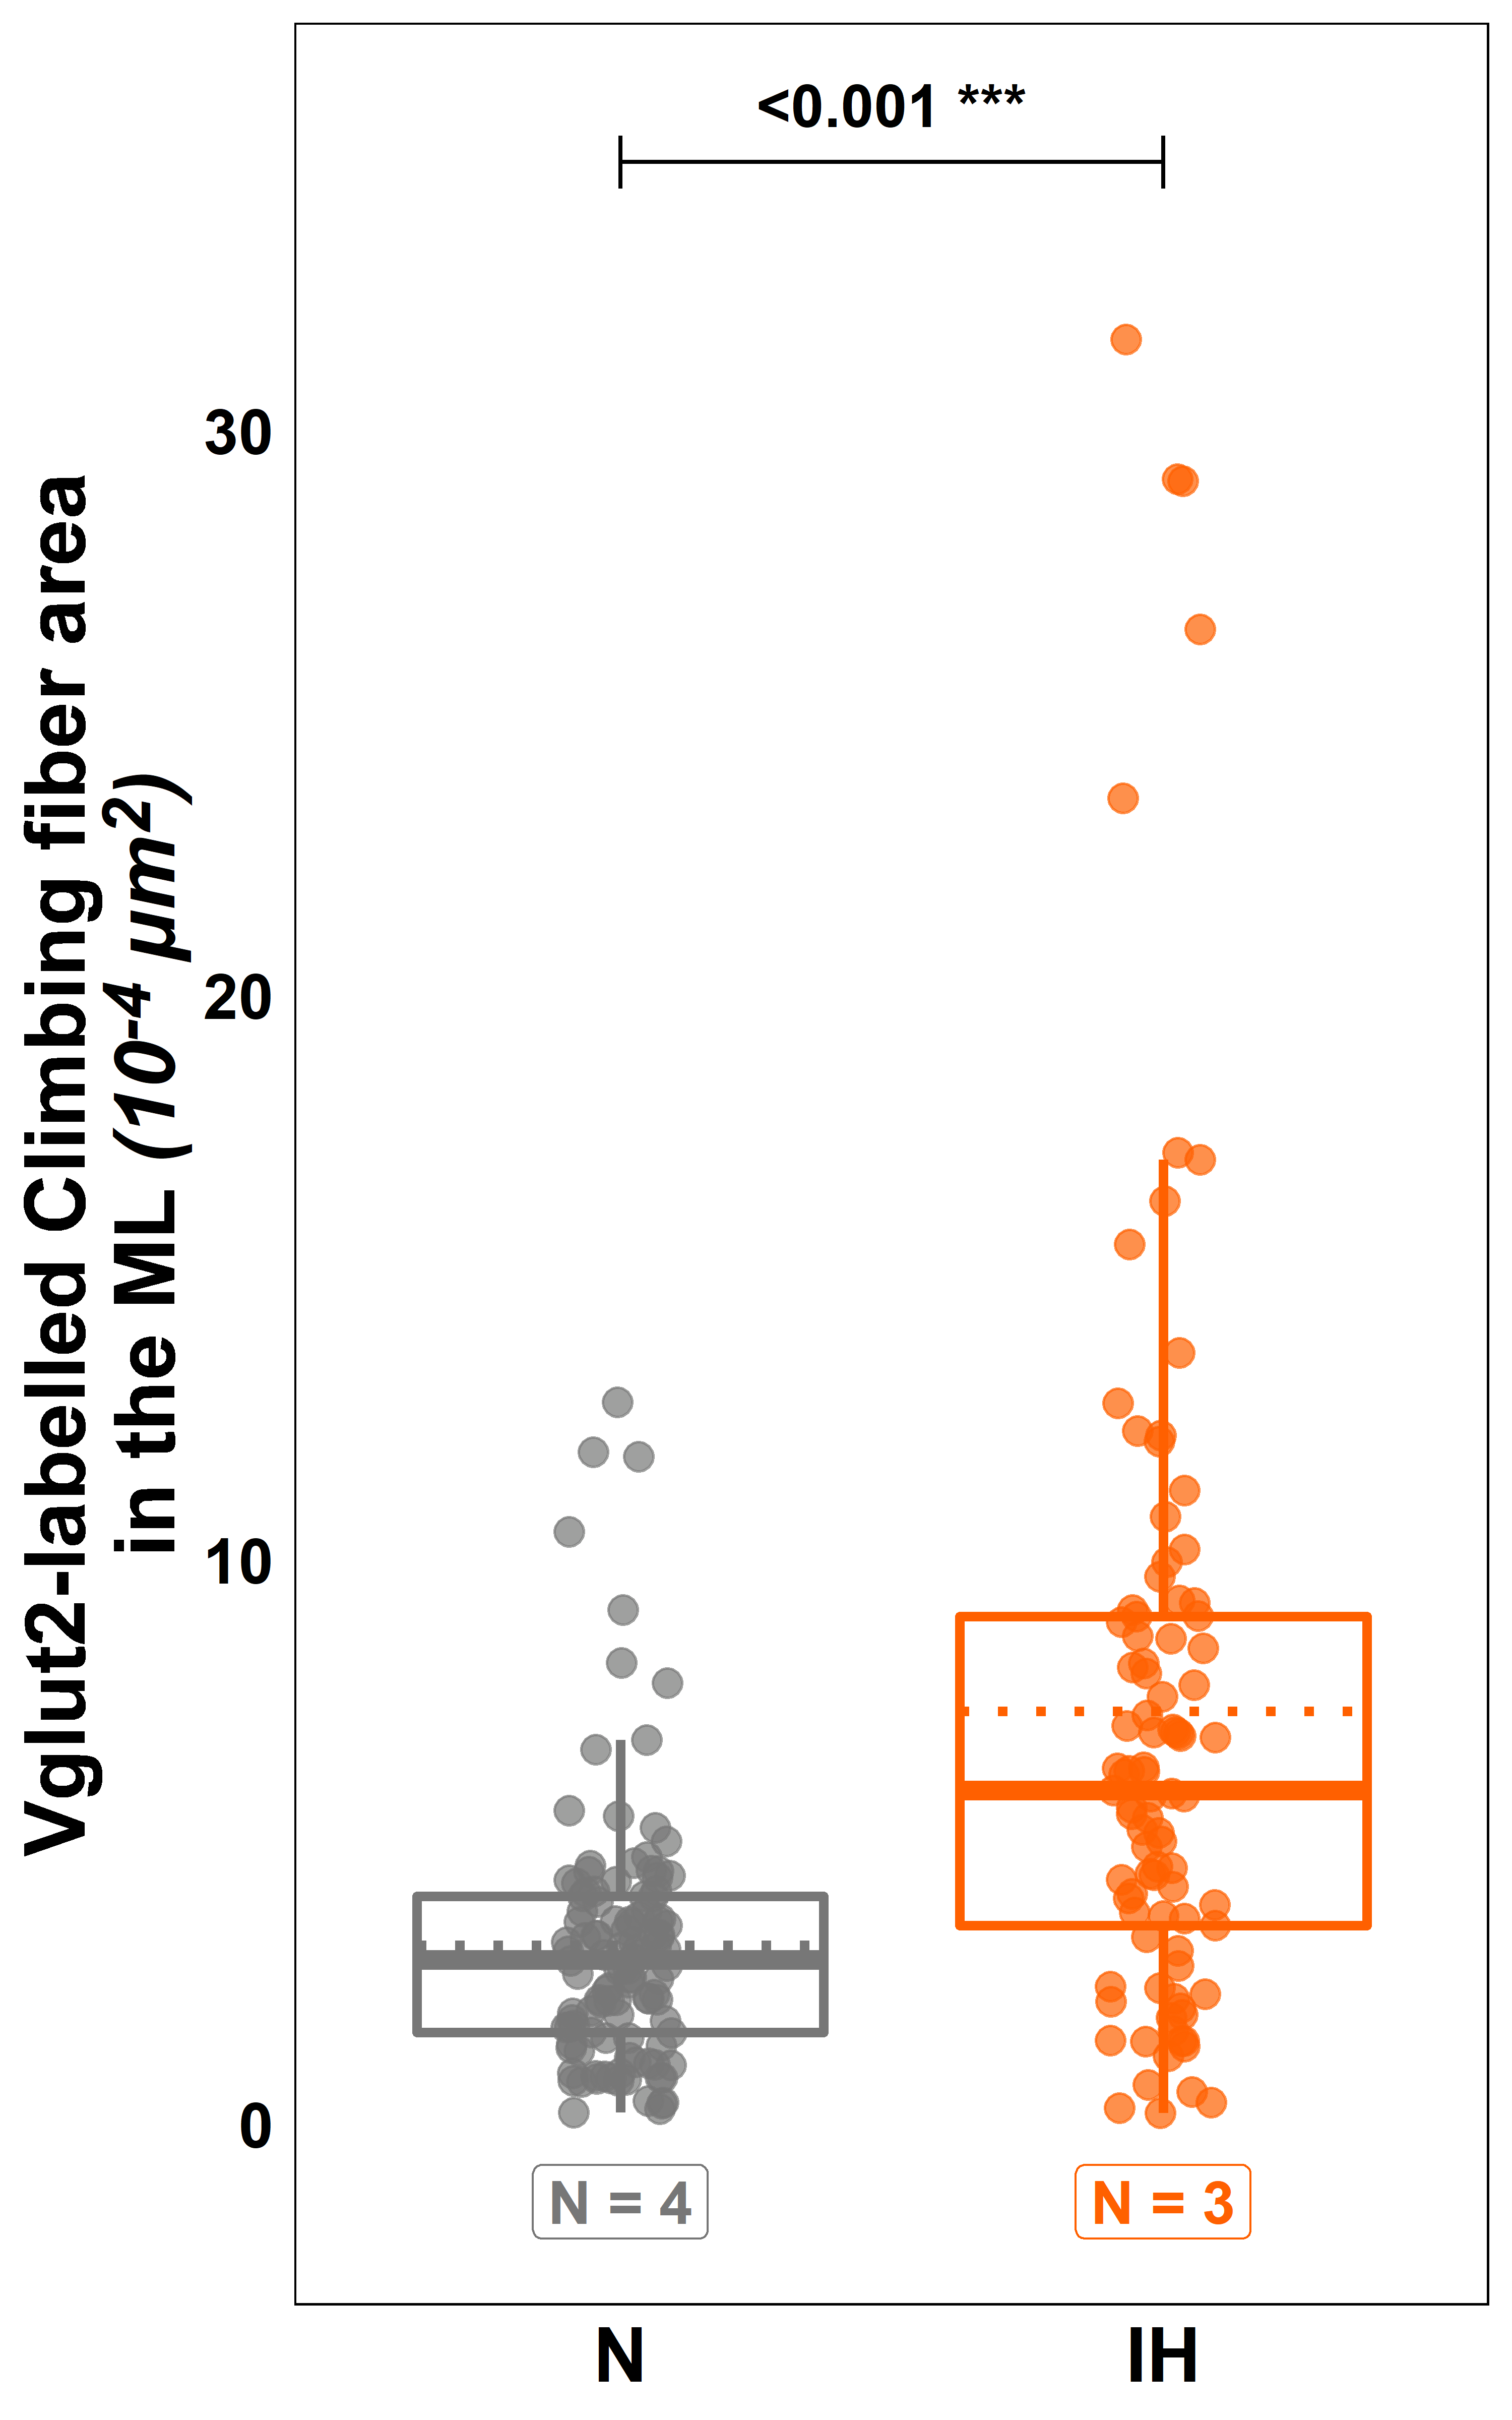 Vglut2-labelled Climbing fiber area
in the ML (10⁻⁴ µm²)
<0.001 ***
30
20
10
0
N = 4
N = 3
N
IH